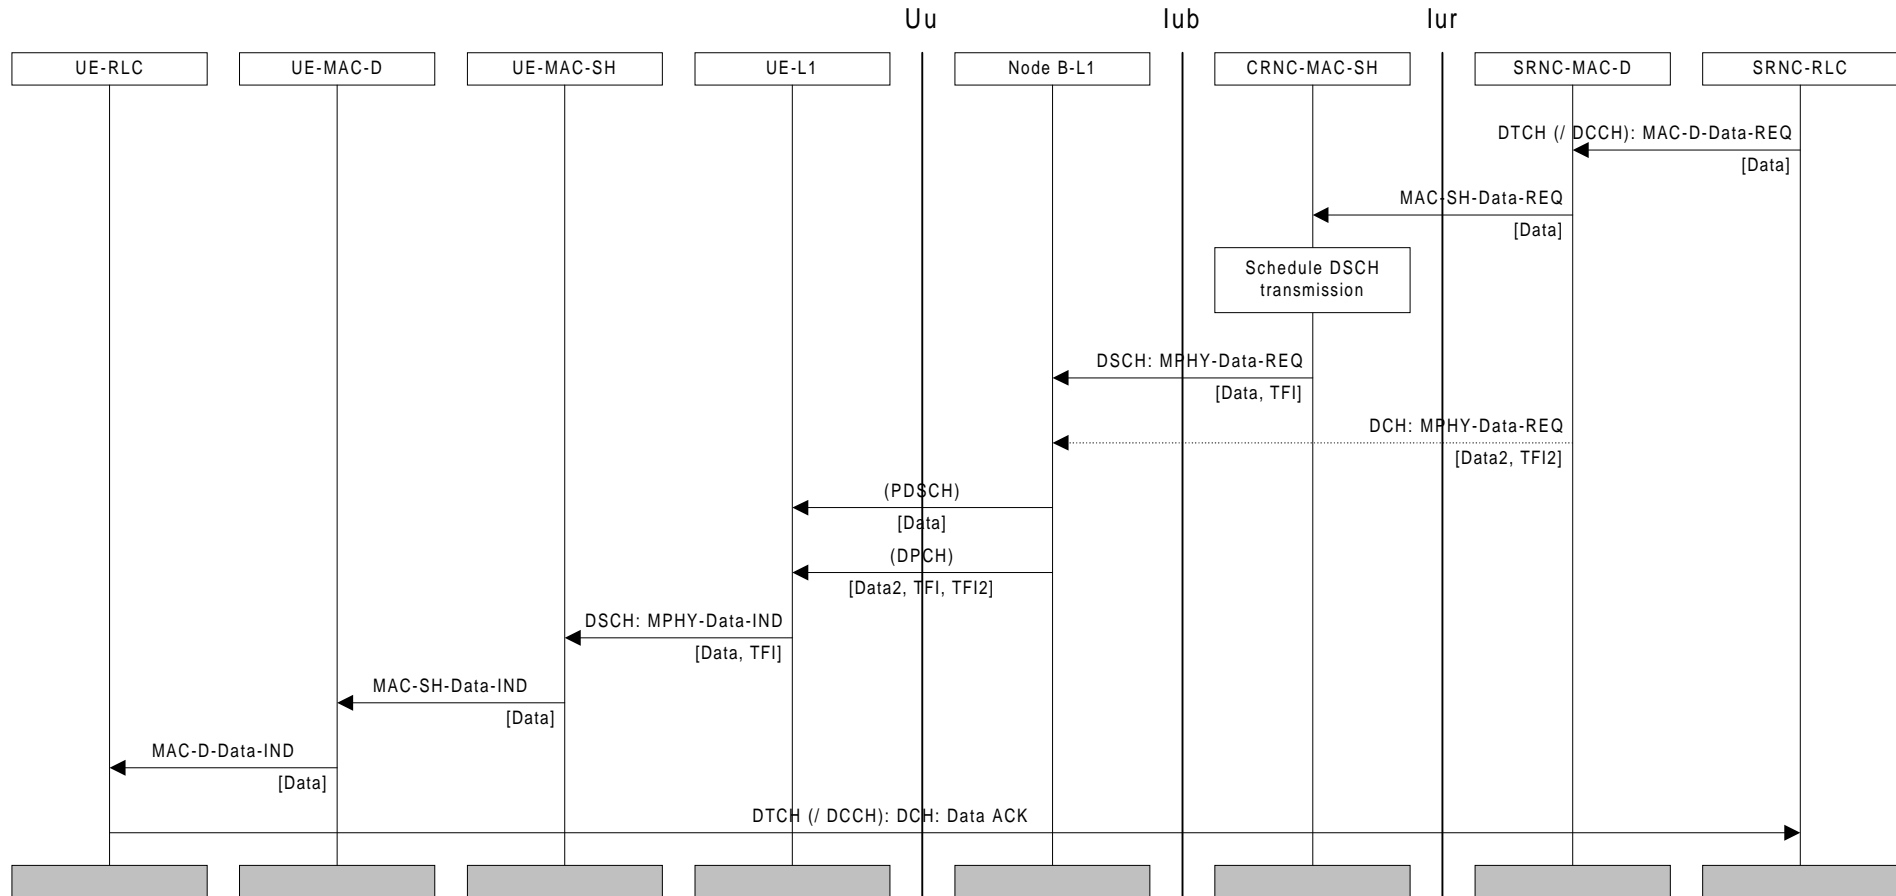 Uu
Iub
Iur
UE-RLC
UE-MAC-D
UE-MAC-SH
UE-L1
Node B-L1
CRNC-MAC-SH
SRNC-MAC-D
SRNC-RLC
DTCH (/ DCCH): MAC-D-Data-REQ
[Data]
MAC-SH-Data-REQ
[Data]
Schedule DSCH
transmission
DSCH: MPHY-Data-REQ
[Data, TFI]
DCH: MPHY-Data-REQ
[Data2, TFI2]
(PDSCH)
[Data]
(DPCH)
[Data2, TFI, TFI2]
DSCH: MPHY-Data-IND
[Data, TFI]
MAC-SH-Data-IND
[Data]
MAC-D-Data-IND
[Data]
DTCH (/ DCCH): DCH: Data ACK